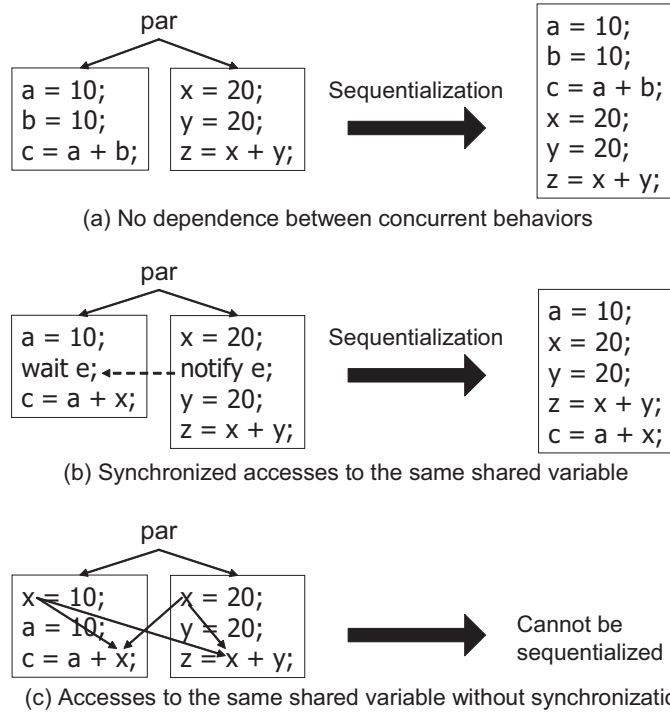 par
a = 10;
b = 10;
c = a + b;
x = 20;
y = 20;
z = x + y;
Sequentialization
a = 10;
b = 10;
c = a + b;
x = 20;
y = 20;
z = x + y;
(a) No dependence between concurrent behaviors
par
a = 10;
wait e;
c = a + x;
x = 20;
notify e;
y = 20;
z = x + y;
Sequentialization
a = 10;
x = 20;
y = 20;
z = x + y;
c = a + x;
(b) Synchronized accesses to the same shared variable
par
x = 10;
a = 10;
c = a + x;
x = 20;
y = 20;
z = x + y;
Cannot be
sequentialized
(c) Accesses to the same shared variable without synchronizatio